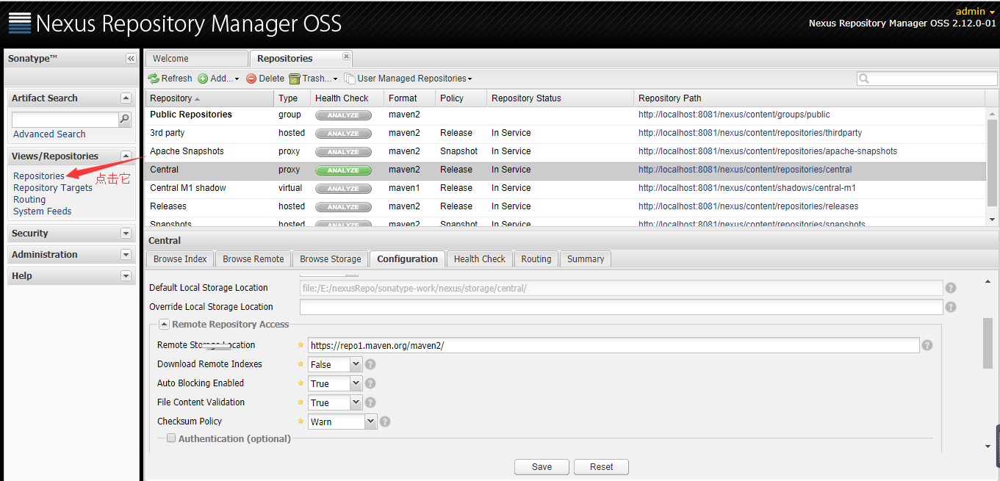 Nexus Repository Manager OSS
admin
Nexus Repository Manager OSS 2.12.0-01
Sonatype™
Welcome
Repositories
Refresh Add... Delete Trash... User Managed Repositories
Artifact Search
Advanced Search
Views/Repositories
Repositories
点击它
Repository Targets
Routing
System Feeds
Security
Administration
Help
Repository Type Health Check Format Policy Repository Status Repository Path
Public Repositories group ANALYZE maven2 http://localhost:8081/nexus/content/groups/public
3rd party hosted ANALYZE maven2 Release In Service http://localhost:8081/nexus/content/repositories/thirdparty
Apache Snapshots proxy ANALYZE maven2 Snapshot In Service http://localhost:8081/nexus/content/repositories/apache-snapshots
Central proxy ANALYZE maven2 Release In Service http://localhost:8081/nexus/content/repositories/central
Central M1 shadow virtual ANALYZE maven1 Release In Service http://localhost:8081/nexus/content/shadows/central-m1
Releases hosted ANALYZE maven2 Release In Service http://localhost:8081/nexus/content/repositories/releases
Snapshots hosted ANALYZE maven2 Snapshot In Service http://localhost:8081/nexus/content/repositories/snapshots
Central
Browse Index Browse Remote Browse Storage Configuration Health Check Routing Summary
Default Local Storage Location file:/E:/nexusRepo/sonatype-work/nexus/storage/central/
Override Local Storage Location
Remote Repository Access
Remote Storage Location https://repo1.maven.org/maven2/
Download Remote Indexes False
Auto Blocking Enabled True
File Content Validation True
Checksum Policy Warn
Authentication (optional)
Save Reset